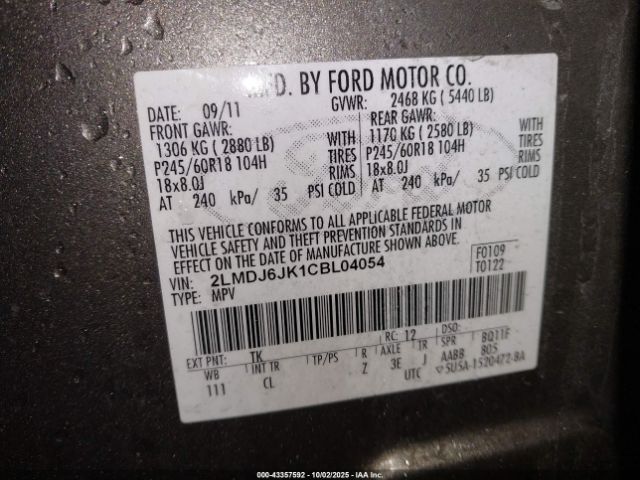 MFD. BY FORD MOTOR CO.
DATE: 09/11 GVWR: 2468 KG ( 5440 LB)
FRONT GAWR: REAR GAWR:
1306 KG ( 2880 LB) WITH 1170 KG ( 2580 LB) WITH
P245/60R18 104H TIRES P245/60R18 104H TIRES
18x8.0J RIMS 18x8.0J RIMS
AT 240 kPa/ 35 PSI COLD AT 240 kPa/ 35 PSI COLD
THIS VEHICLE CONFORMS TO ALL APPLICABLE FEDERAL MOTOR
VEHICLE SAFETY AND THEFT PREVENTION STANDARDS IN
EFFECT ON THE DATE OF MANUFACTURE SHOWN ABOVE.
VIN: 2LMDJ6JK1CBL04054 F0109
TYPE: MPV T0122
EXT PNT: TK RC: 12 DSO:
WB INT TR TP/PS R AXLE TR SPR BQ11F
111 CL Z 3E J AABB 805
UTC ▽SU5A-1520472-BA
000-43357592 - 10/02/2025 - IAA Inc.